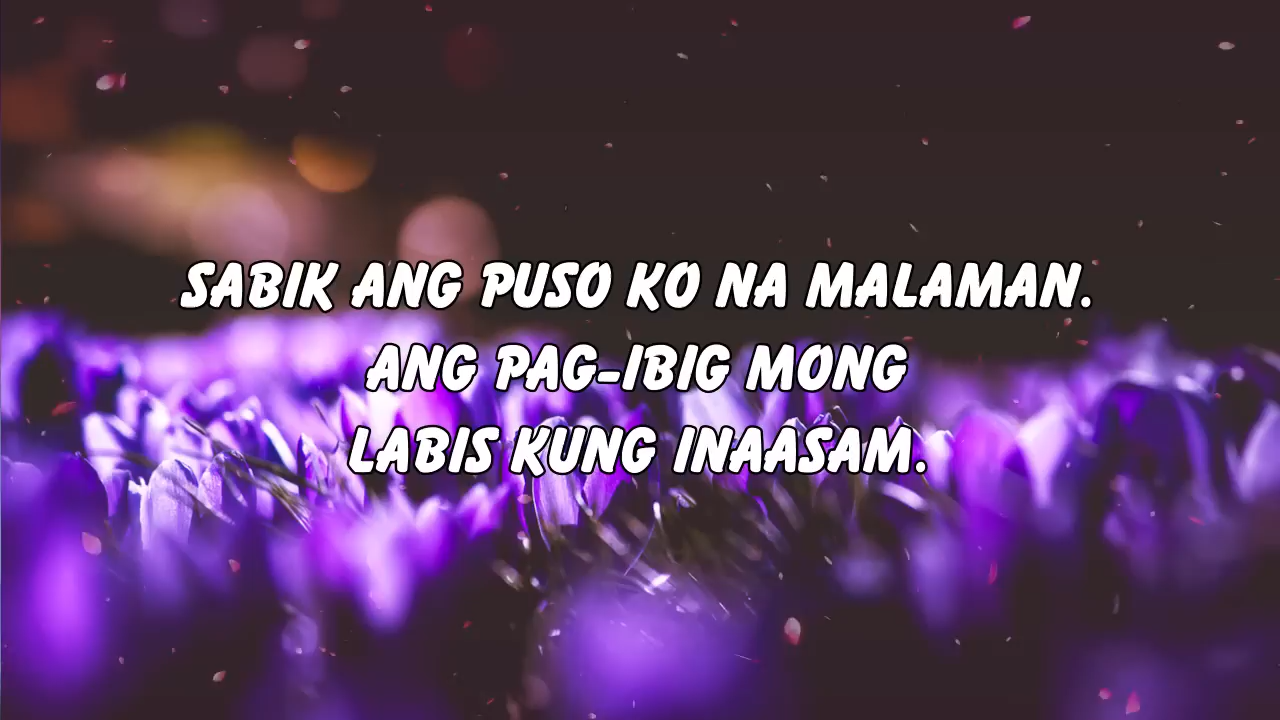 SABIK ANG PUSO KO NA MALAMAN.
ANG PAG-IBIG MONG
LABIS KUNG INAASAM.